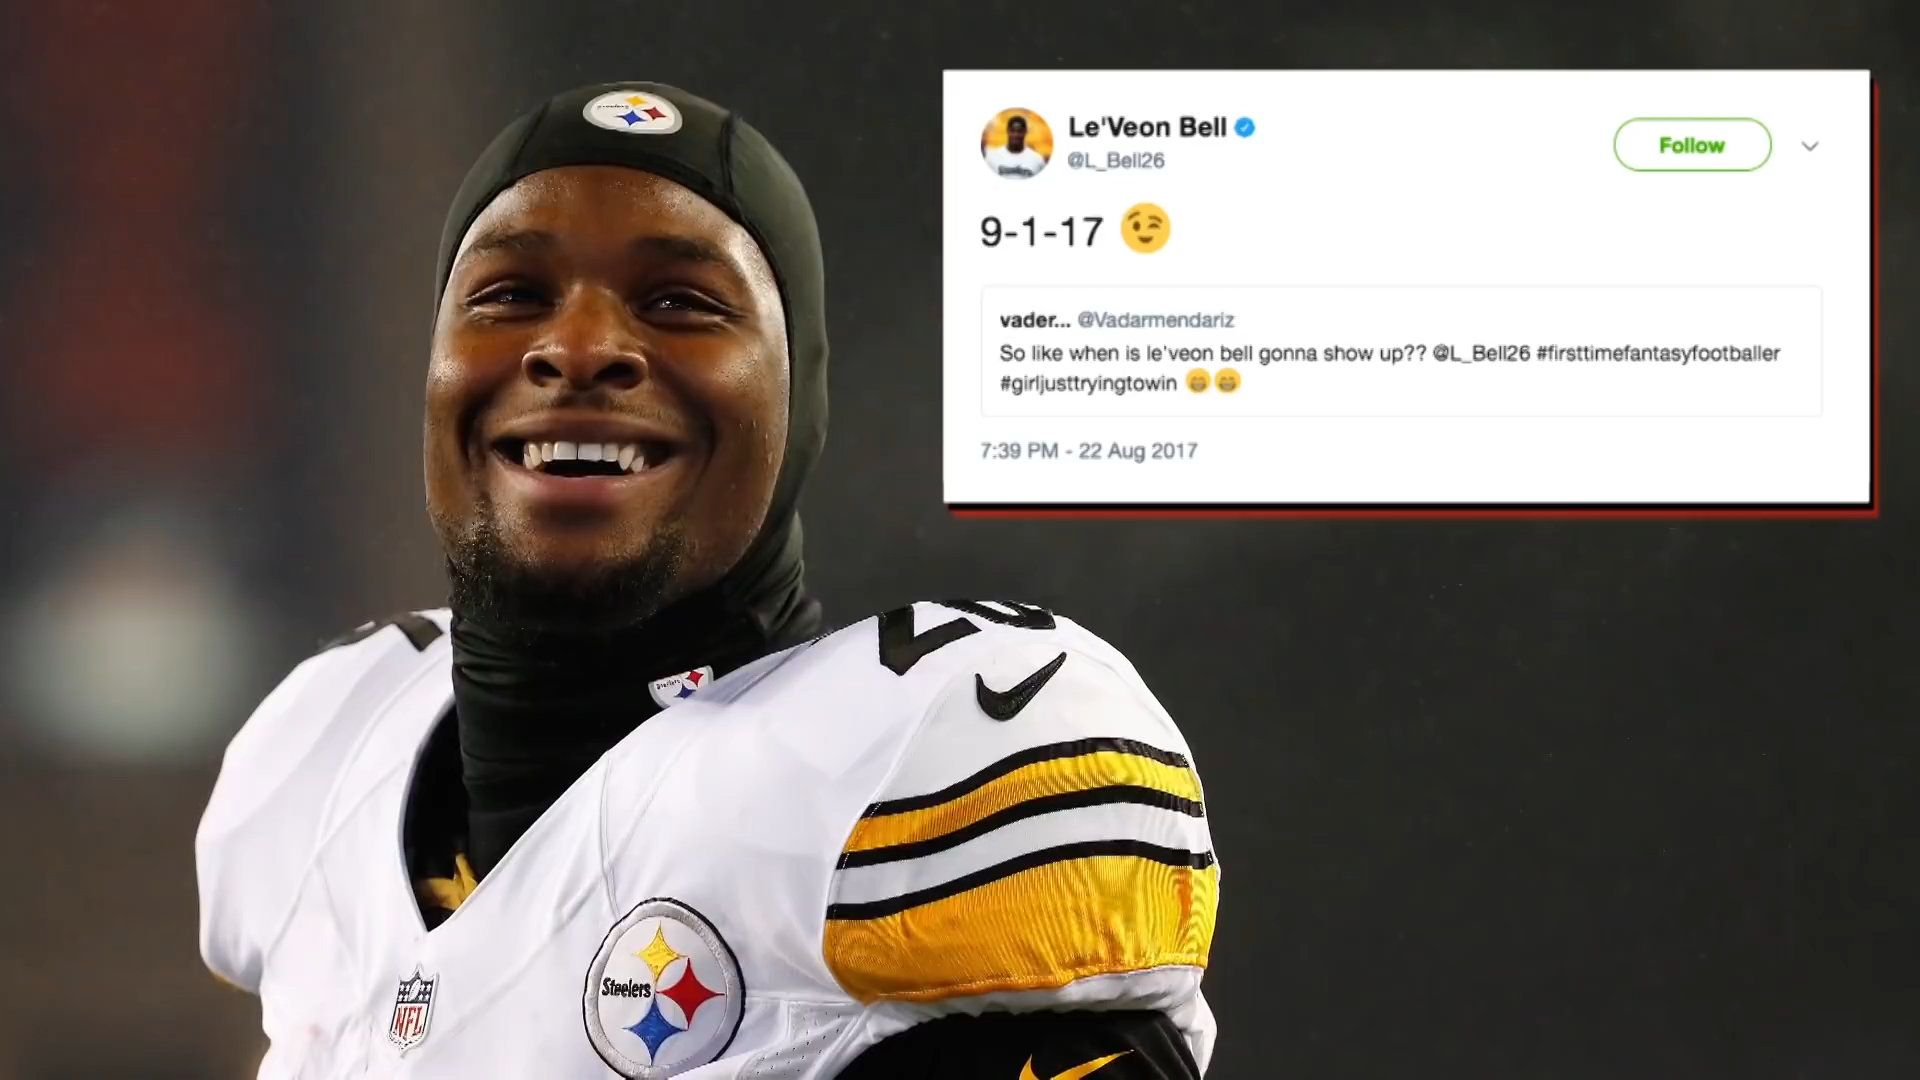 Le'Veon Bell
@L_Bell26
Follow
9-1-17 😉
vader... @Vadarmendariz
So like when is le'veon bell gonna show up?? @L_Bell26 #firsttimefantasyfootballer
#girljusttryingtowin 😂😂
7:39 PM - 22 Aug 2017
Steelers
NFL